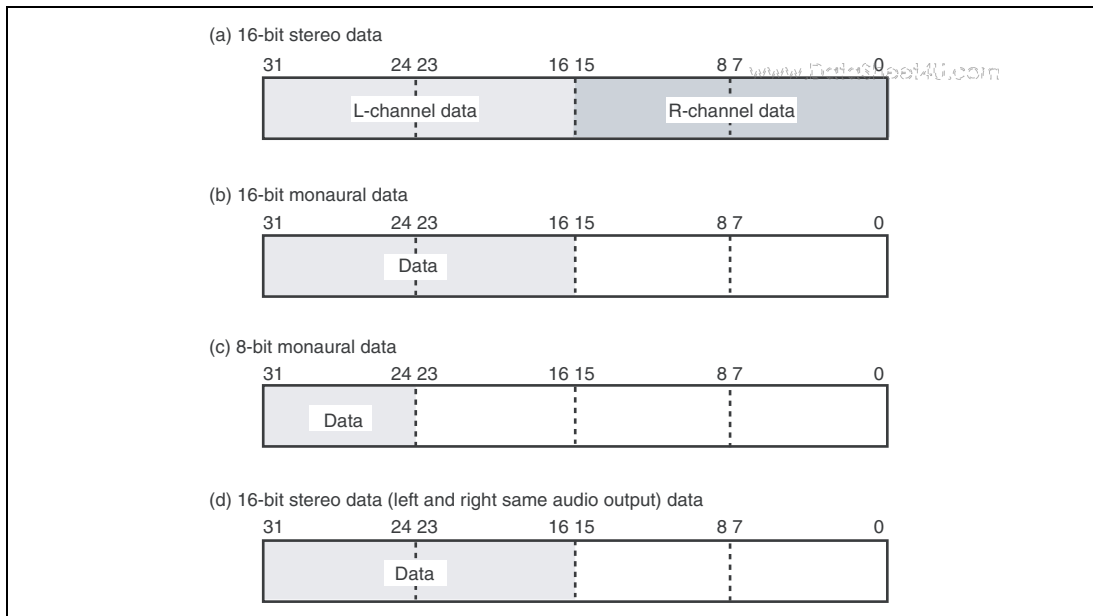 (a) 16-bit stereo data
31 24 23 16 15 8 7 0
www.DataSheet4U.com
L-channel data R-channel data
(b) 16-bit monaural data
31 24 23 16 15 8 7 0
Data
(c) 8-bit monaural data
31 24 23 16 15 8 7 0
Data
(d) 16-bit stereo data (left and right same audio output) data
31 24 23 16 15 8 7 0
Data